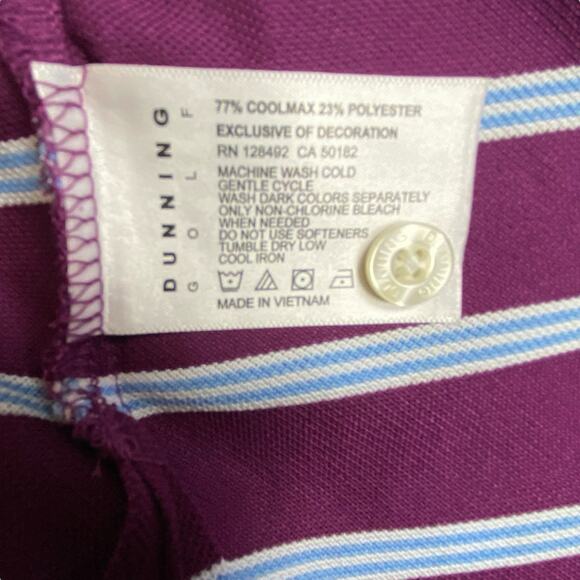 DUNNING
GOLF
77% COOLMAX 23% POLYESTER
EXCLUSIVE OF DECORATION
RN 128492 CA 50182
MACHINE WASH COLD
GENTLE CYCLE
WASH DARK COLORS SEPARATELY
ONLY NON-CHLORINE BLEACH
WHEN NEEDED
DO NOT USE SOFTENERS
TUMBLE DRY LOW
COOL IRON
MADE IN VIETNAM
DUNNING